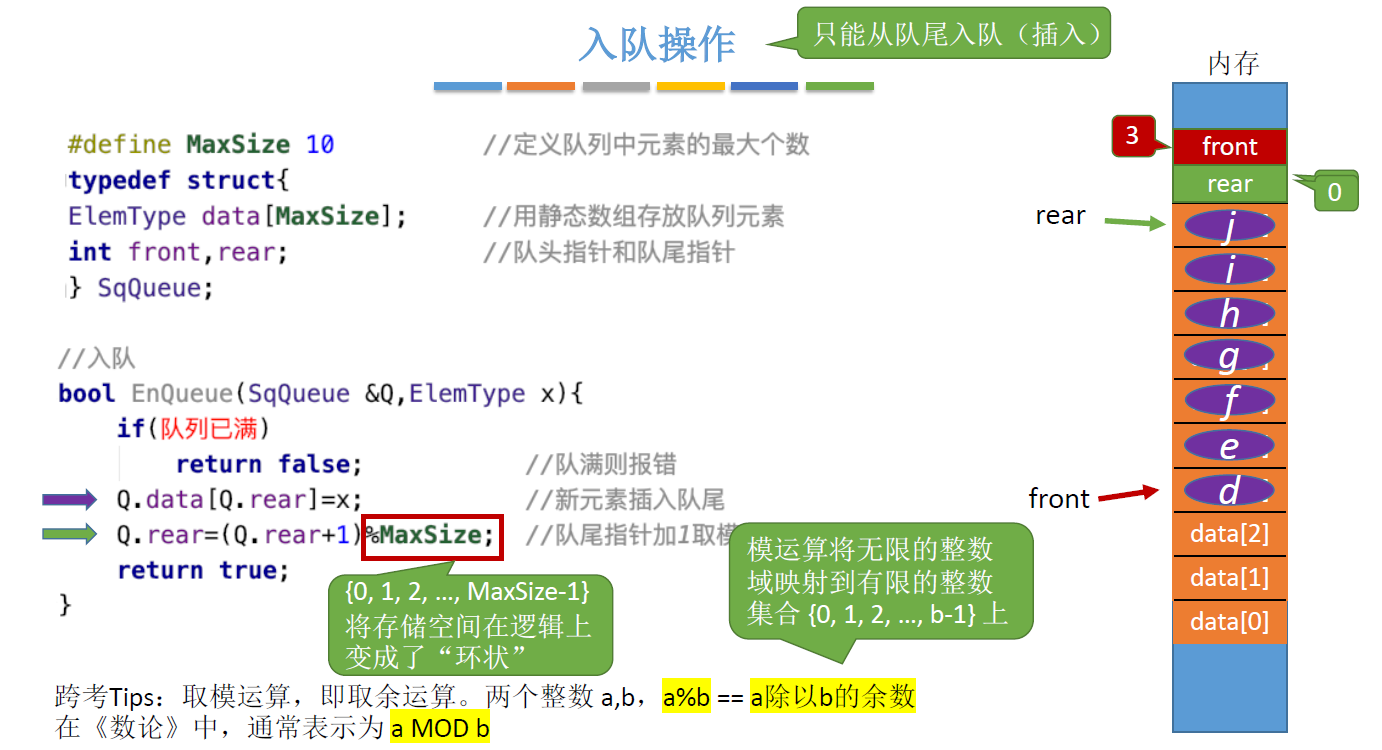 入队操作
只能从队尾入队（插入）
#define MaxSize 10 //定义队列中元素的最大个数
typedef struct{
ElemType data[MaxSize]; //用静态数组存放队列元素
int front,rear; //队头指针和队尾指针
} SqQueue;
//入队
bool EnQueue(SqQueue &Q,ElemType x){
if(队列已满)
return false; //队满则报错
Q.data[Q.rear]=x; //新元素插入队尾
Q.rear=(Q.rear+1)%MaxSize; //队尾指针加1取模
return true;
}
{0, 1, 2, …, MaxSize-1}
将存储空间在逻辑上
变成了“环状”
模运算将无限的整数
域映射到有限的整数
集合 {0, 1, 2, …, b-1} 上
跨考Tips：取模运算，即取余运算。两个整数 a,b，a%b == a除以b的余数
在《数论》中，通常表示为 a MOD b
内存
3
front
rear
0
rear
j
i
h
g
f
e
front
d
data[2]
data[1]
data[0]